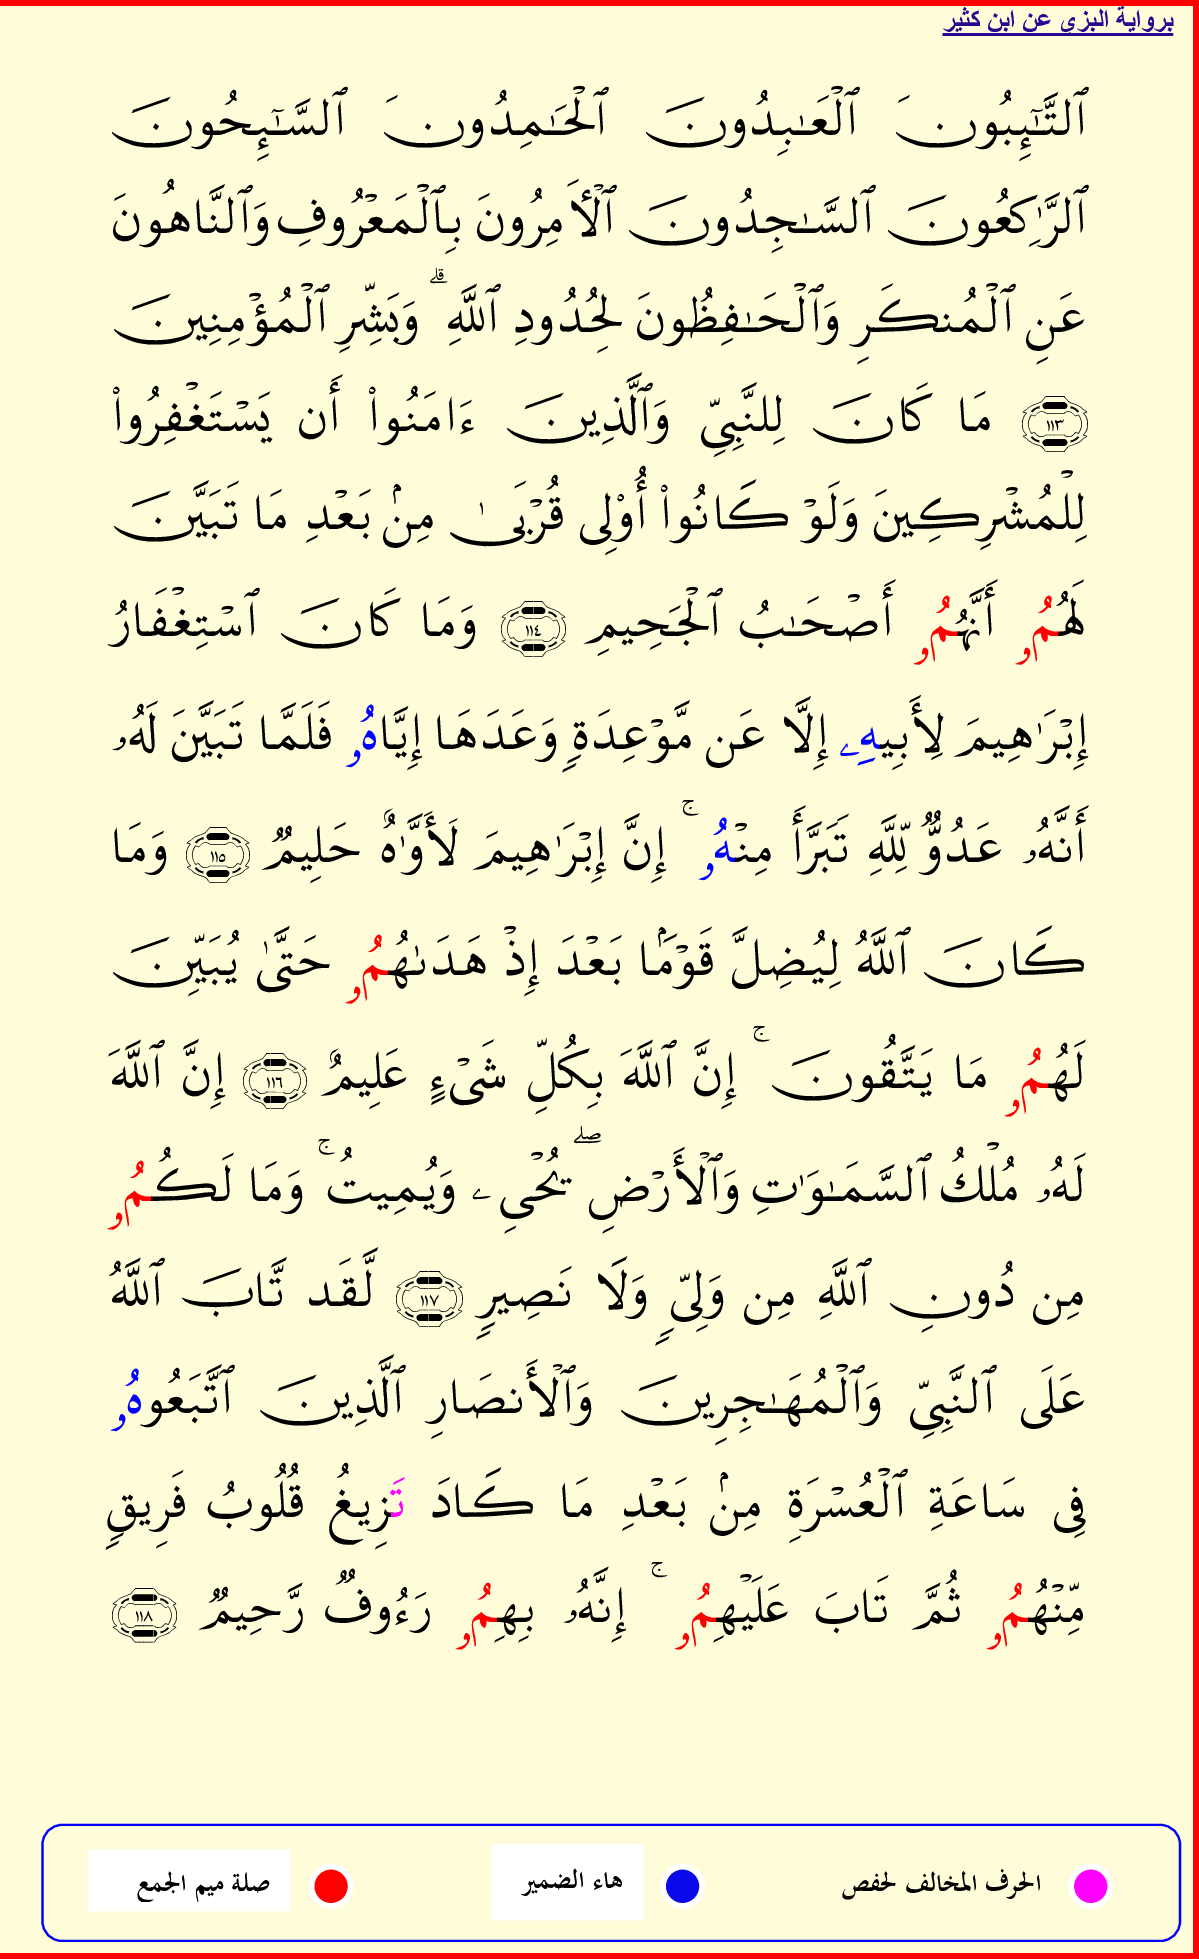 برواية البزى عن ابن كثير
ٱلتَّـٰٓئِبُونَ ٱلْعَـٰبِدُونَ ٱلْحَـٰمِدُونَ ٱلسَّـٰٓئِحُونَ
ٱلرَّٰكِعُونَ ٱلسَّـٰجِدُونَ ٱلْأَمِرُونَ بِٱلْمَعْرُوفِ وَٱلنَّاهُونَ
عَنِ ٱلْمُنكَرِ وَٱلْحَـٰفِظُونَ لِحُدُودِ ٱللَّهِ ۗ وَبَشِّرِ ٱلْمُؤْمِنِينَ
١١٣ مَا كَانَ لِلنَّبِىِّ وَٱلَّذِينَ ءَامَنُوا۟ أَن يَسْتَغْفِرُوا۟
لِلْمُشْرِكِينَ وَلَوْ كَانُوا۟ أُو۟لِى قُرْبَىٰ مِنۢ بَعْدِ مَا تَبَيَّنَ
لَهُمُۥ أَنَّهُمُۥ أَصْحَـٰبُ ٱلْجَحِيمِ ١١٤ وَمَا كَانَ ٱسْتِغْفَارُ
إِبْرَٰهِيمَ لِأَبِيهِۦ إِلَّا عَن مَّوْعِدَةٍ وَعَدَهَا إِيَّاهُۥ فَلَمَّا تَبَيَّنَ لَهُۥ
أَنَّهُۥ عَدُوٌّ لِّلَّهِ تَبَرَّأَ مِنْهُۥ ۚ إِنَّ إِبْرَٰهِيمَ لَأَوَّٰهٌ حَلِيمٌ ١١٥ وَمَا
كَانَ ٱللَّهُ لِيُضِلَّ قَوْمًۢا بَعْدَ إِذْ هَدَىٰهُمُۥ حَتَّىٰ يُبَيِّنَ
لَهُمُۥ مَا يَتَّقُونَ ۚ إِنَّ ٱللَّهَ بِكُلِّ شَىْءٍ عَلِيمٌ ١١٦ إِنَّ ٱللَّهَ
لَهُۥ مُلْكُ ٱلسَّمَـٰوَٰتِ وَٱلْأَرْضِ ۖ يُحْىِۦ وَيُمِيتُ ۚ وَمَا لَكُمُۥ
مِن دُونِ ٱللَّهِ مِن وَلِىٍّ وَلَا نَصِيرٍ ١١٧ لَّقَد تَّابَ ٱللَّهُ
عَلَى ٱلنَّبِىِّ وَٱلْمُهَـٰجِرِينَ وَٱلْأَنصَارِ ٱلَّذِينَ ٱتَّبَعُوهُۥ
فِى سَاعَةِ ٱلْعُسْرَةِ مِنۢ بَعْدِ مَا كَادَ تَزِيغُ قُلُوبُ فَرِيقٍ
مِّنْهُمُۥ ثُمَّ تَابَ عَلَيْهِمُۥ ۚ إِنَّهُۥ بِهِمُۥ رَءُوفٌ رَّحِيمٌ ١١٨
الحرف المخالف لحفص هاء الضمير صلة ميم الجمع